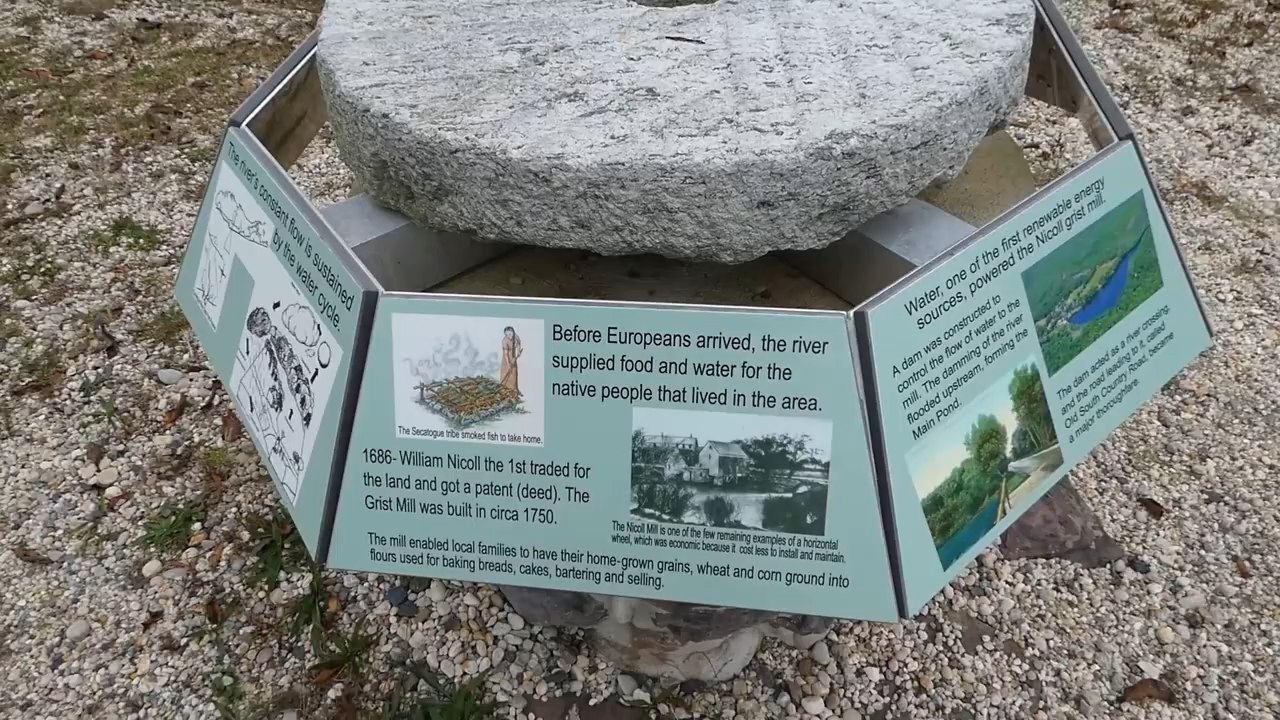 The river's constant flow is sustained
by the water cycle.
Before Europeans arrived, the river
supplied food and water for the
native people that lived in the area.
The Secatogue tribe smoked fish to take home.
1686- William Nicoll the 1st traded for
the land and got a patent (deed). The
Grist Mill was built in circa 1750.
The Nicoll Mill is one of the few remaining examples of a horizontal
wheel, which was economic because it cost less to install and maintain.
The mill enabled local families to have their home-grown grains, wheat and corn ground into
flours used for baking breads, cakes, bartering and selling.
Water, one of the first renewable energy
sources, powered the Nicoll grist mill.
A dam was constructed to
control the flow of water to the
mill. The damming of the river
flooded upstream, forming the
Main Pond.
The dam acted as a river crossing,
and the road leading to it, called
Old South Country Road, became
a major thoroughfare.